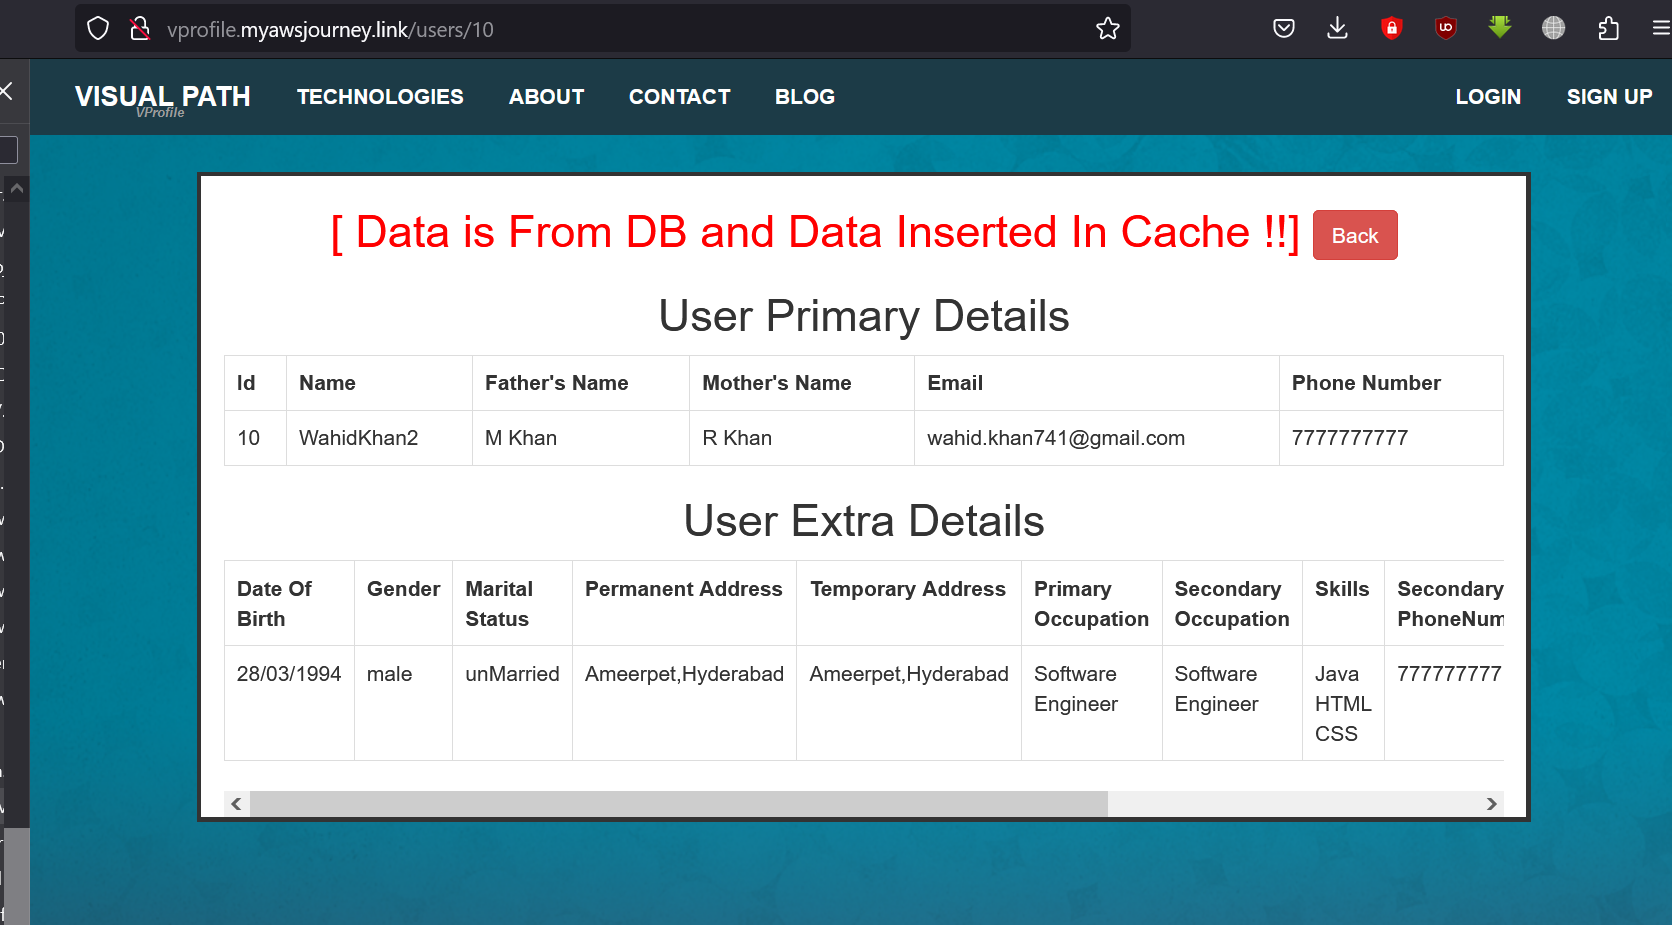 vprofile.myawsjourney.link/users/10
VISUAL PATH
VProfile
TECHNOLOGIES
ABOUT
CONTACT
BLOG
LOGIN
SIGN UP
[ Data is From DB and Data Inserted In Cache !!]
Back
User Primary Details
Id Name Father's Name Mother's Name Email Phone Number
10 WahidKhan2 M Khan R Khan wahid.khan741@gmail.com 7777777777
User Extra Details
Date Of Gender Marital Permanent Address Temporary Address Primary Secondary Skills Secondary
Birth Status Occupation Occupation PhoneNum
28/03/1994 male unMarried Ameerpet,Hyderabad Ameerpet,Hyderabad Software Software Java 777777777
Engineer Engineer HTML
CSS